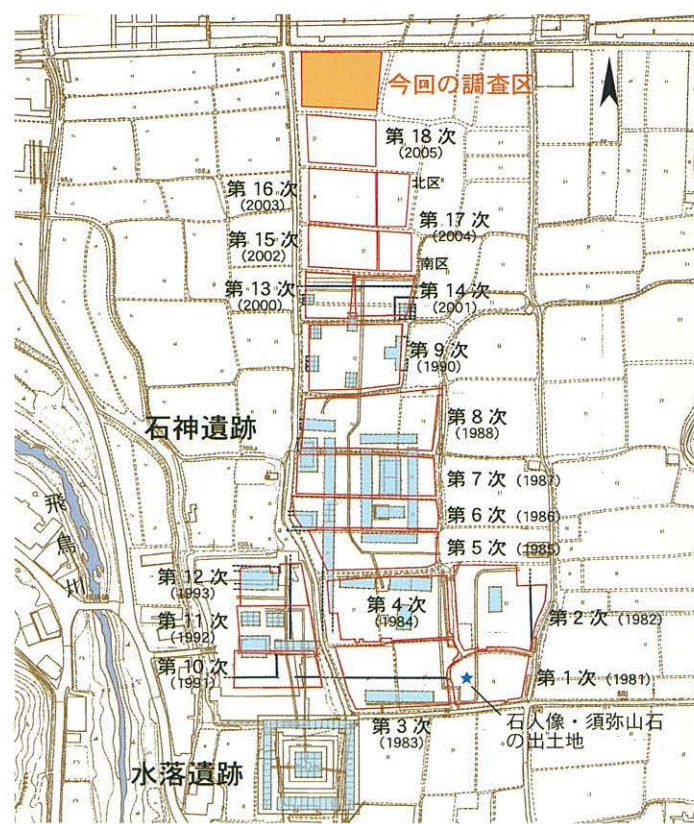 今回の調査区
第18次
(2005)
北区
第16次
(2003)
第17次
(2004)
第15次
(2002)
南区
第13次
(2000)
第14次
(2001)
第9次
(1990)
石神遺跡
第8次
(1988)
第7次 (1987)
第6次 (1986)
第5次 (1985)
飛鳥川
第12次
(1993)
第4次
(1984)
第11次
(1992)
第2次 (1982)
第10次
(1991)
第1次 (1981)
第3次
(1983)
石人像・須弥山石
の出土地
水落遺跡